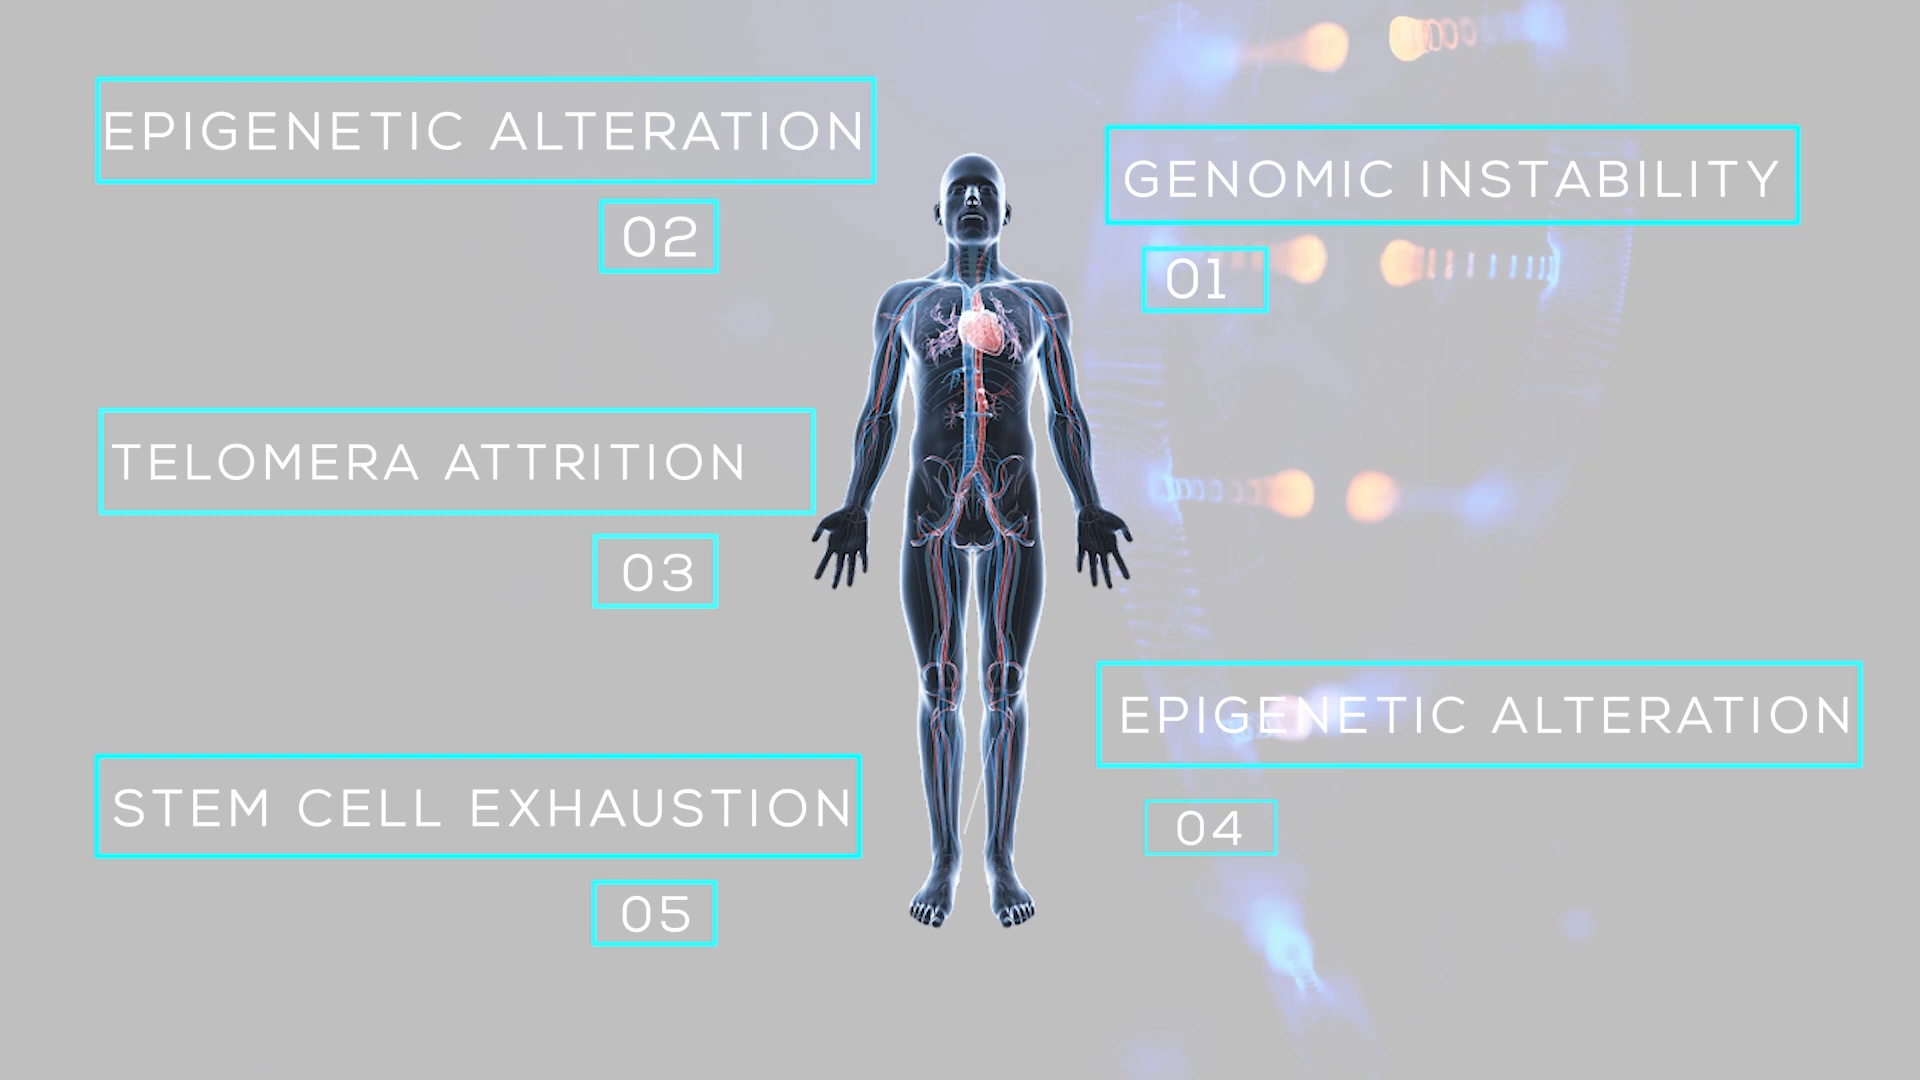 EPIGENETIC ALTERATION
02
GENOMIC INSTABILITY
01
TELOMERA ATTRITION
03
EPIGENETIC ALTERATION
04
STEM CELL EXHAUSTION
05